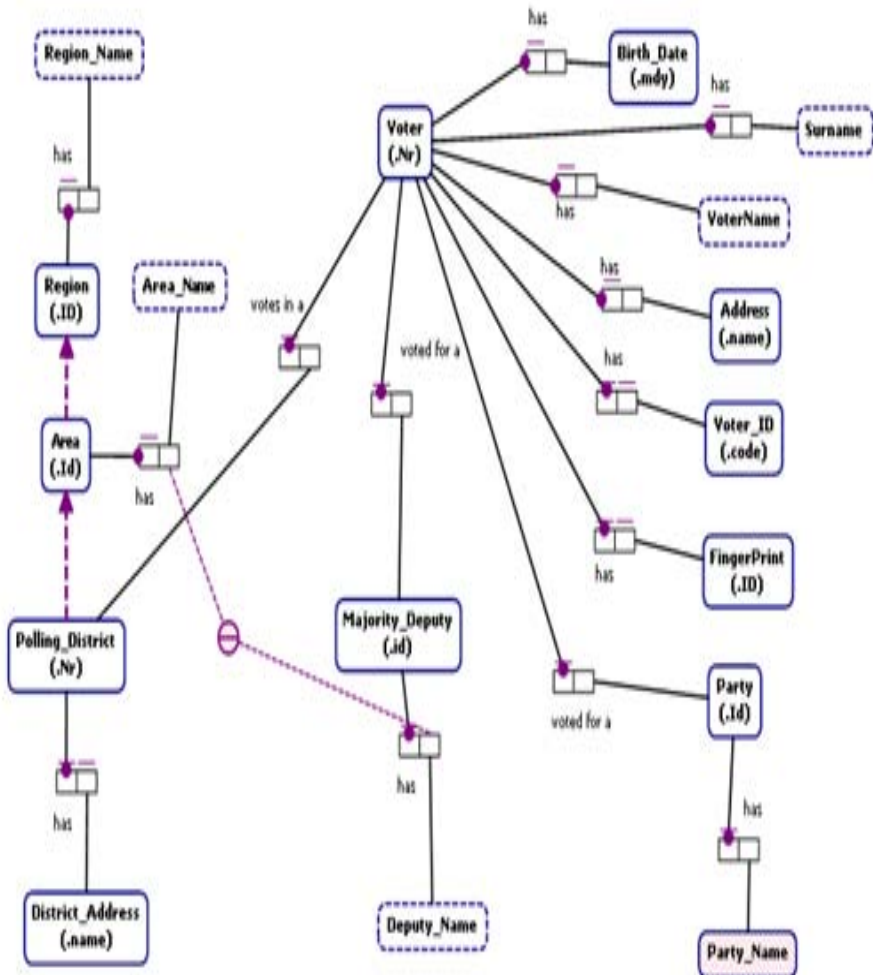 has
Region_Name
Birth_Date
(.mdy)
has
Voter
(.Nr)
Surname
has
has
has
VoterName
Region
(.ID)
Area_Name
has
Address
(.name)
votes in a
voted for a
has
Area
(.Id)
Voter_ID
(.code)
has
FingerPrint
(.ID)
has
Polling_District
(.Nr)
Majority_Deputy
(.id)
Party
(.Id)
voted for a
has
has
has
District_Address
(.name)
Deputy_Name
Party_Name